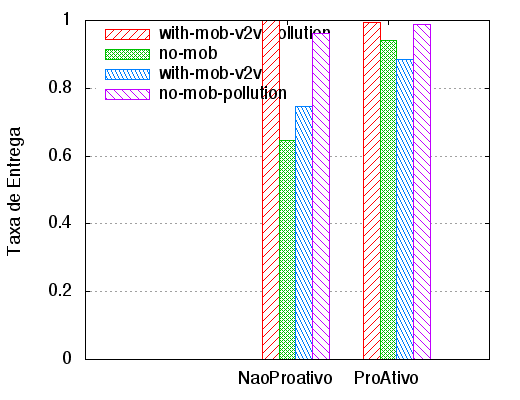 1
0.8
0.6
0.4
0.2
0
Taxa de Entrega
with-mob-v2v-pollution
no-mob
with-mob-v2v
no-mob-pollution
NaoProativo ProAtivo